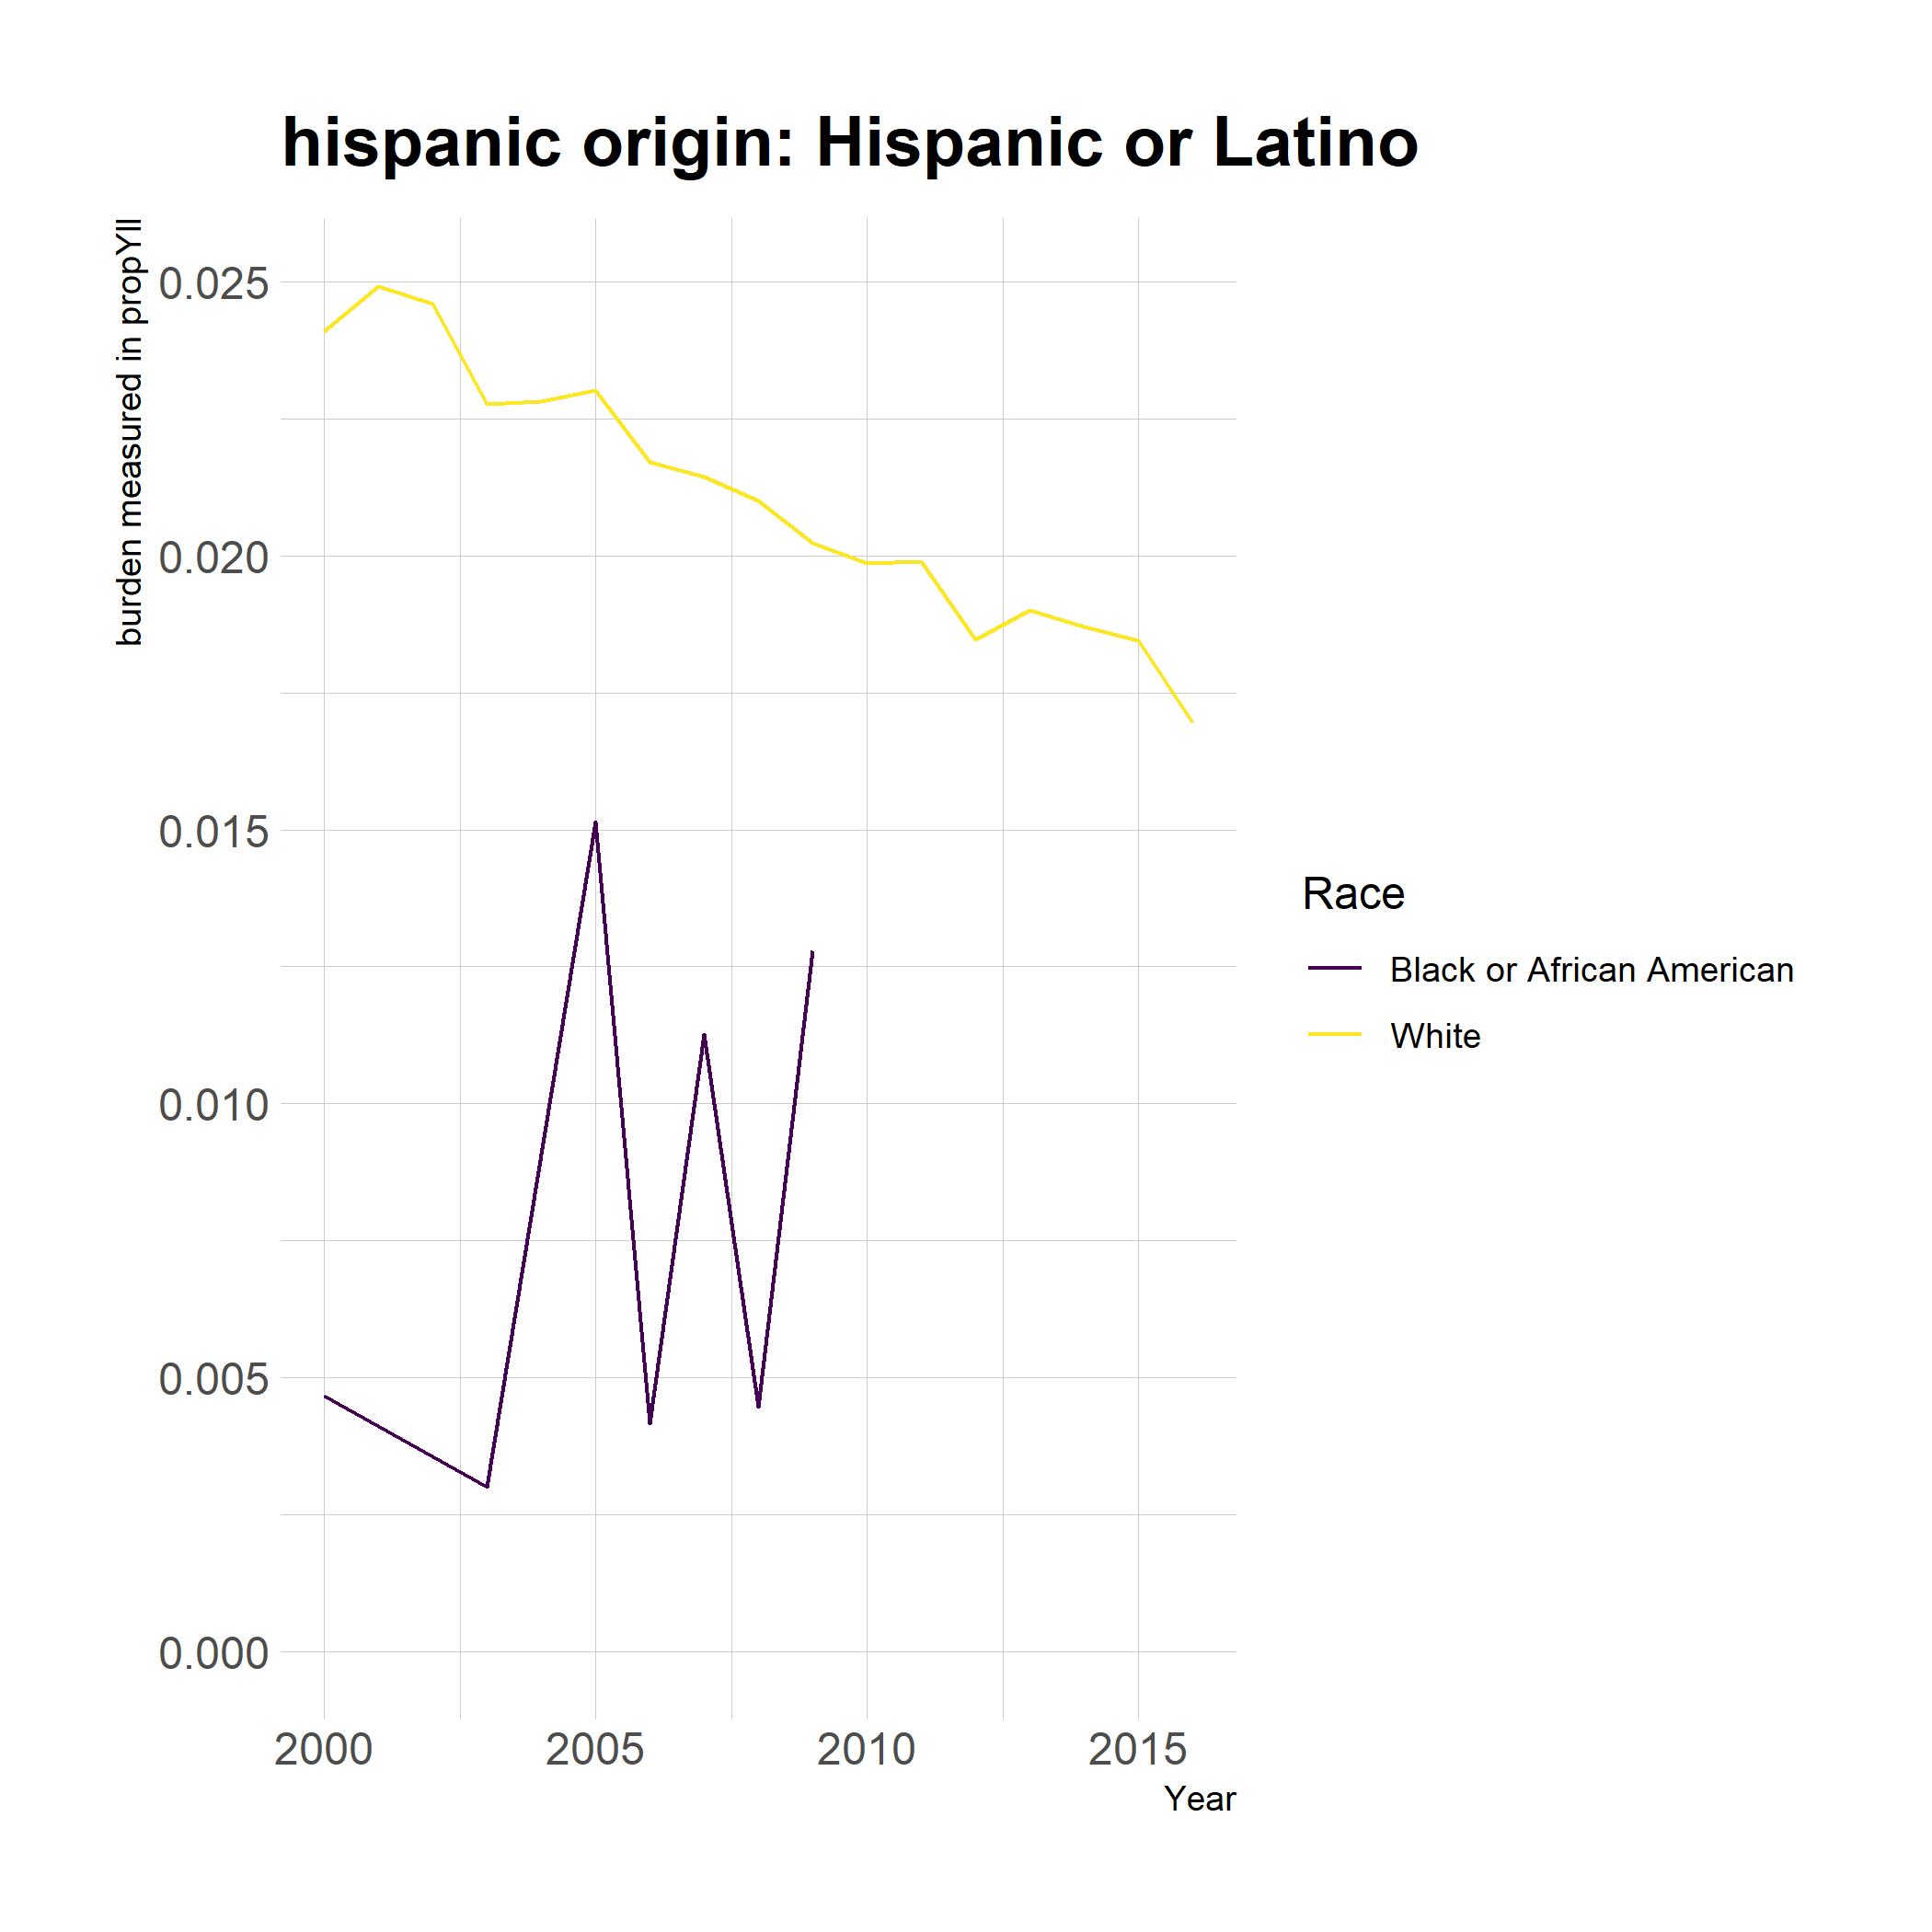 hispanic origin: Hispanic or Latino
burden measured in propYll
0.025
0.020
0.015
0.010
0.005
0.000
2000 2005 2010 2015
Year
Race
Black or African American
White